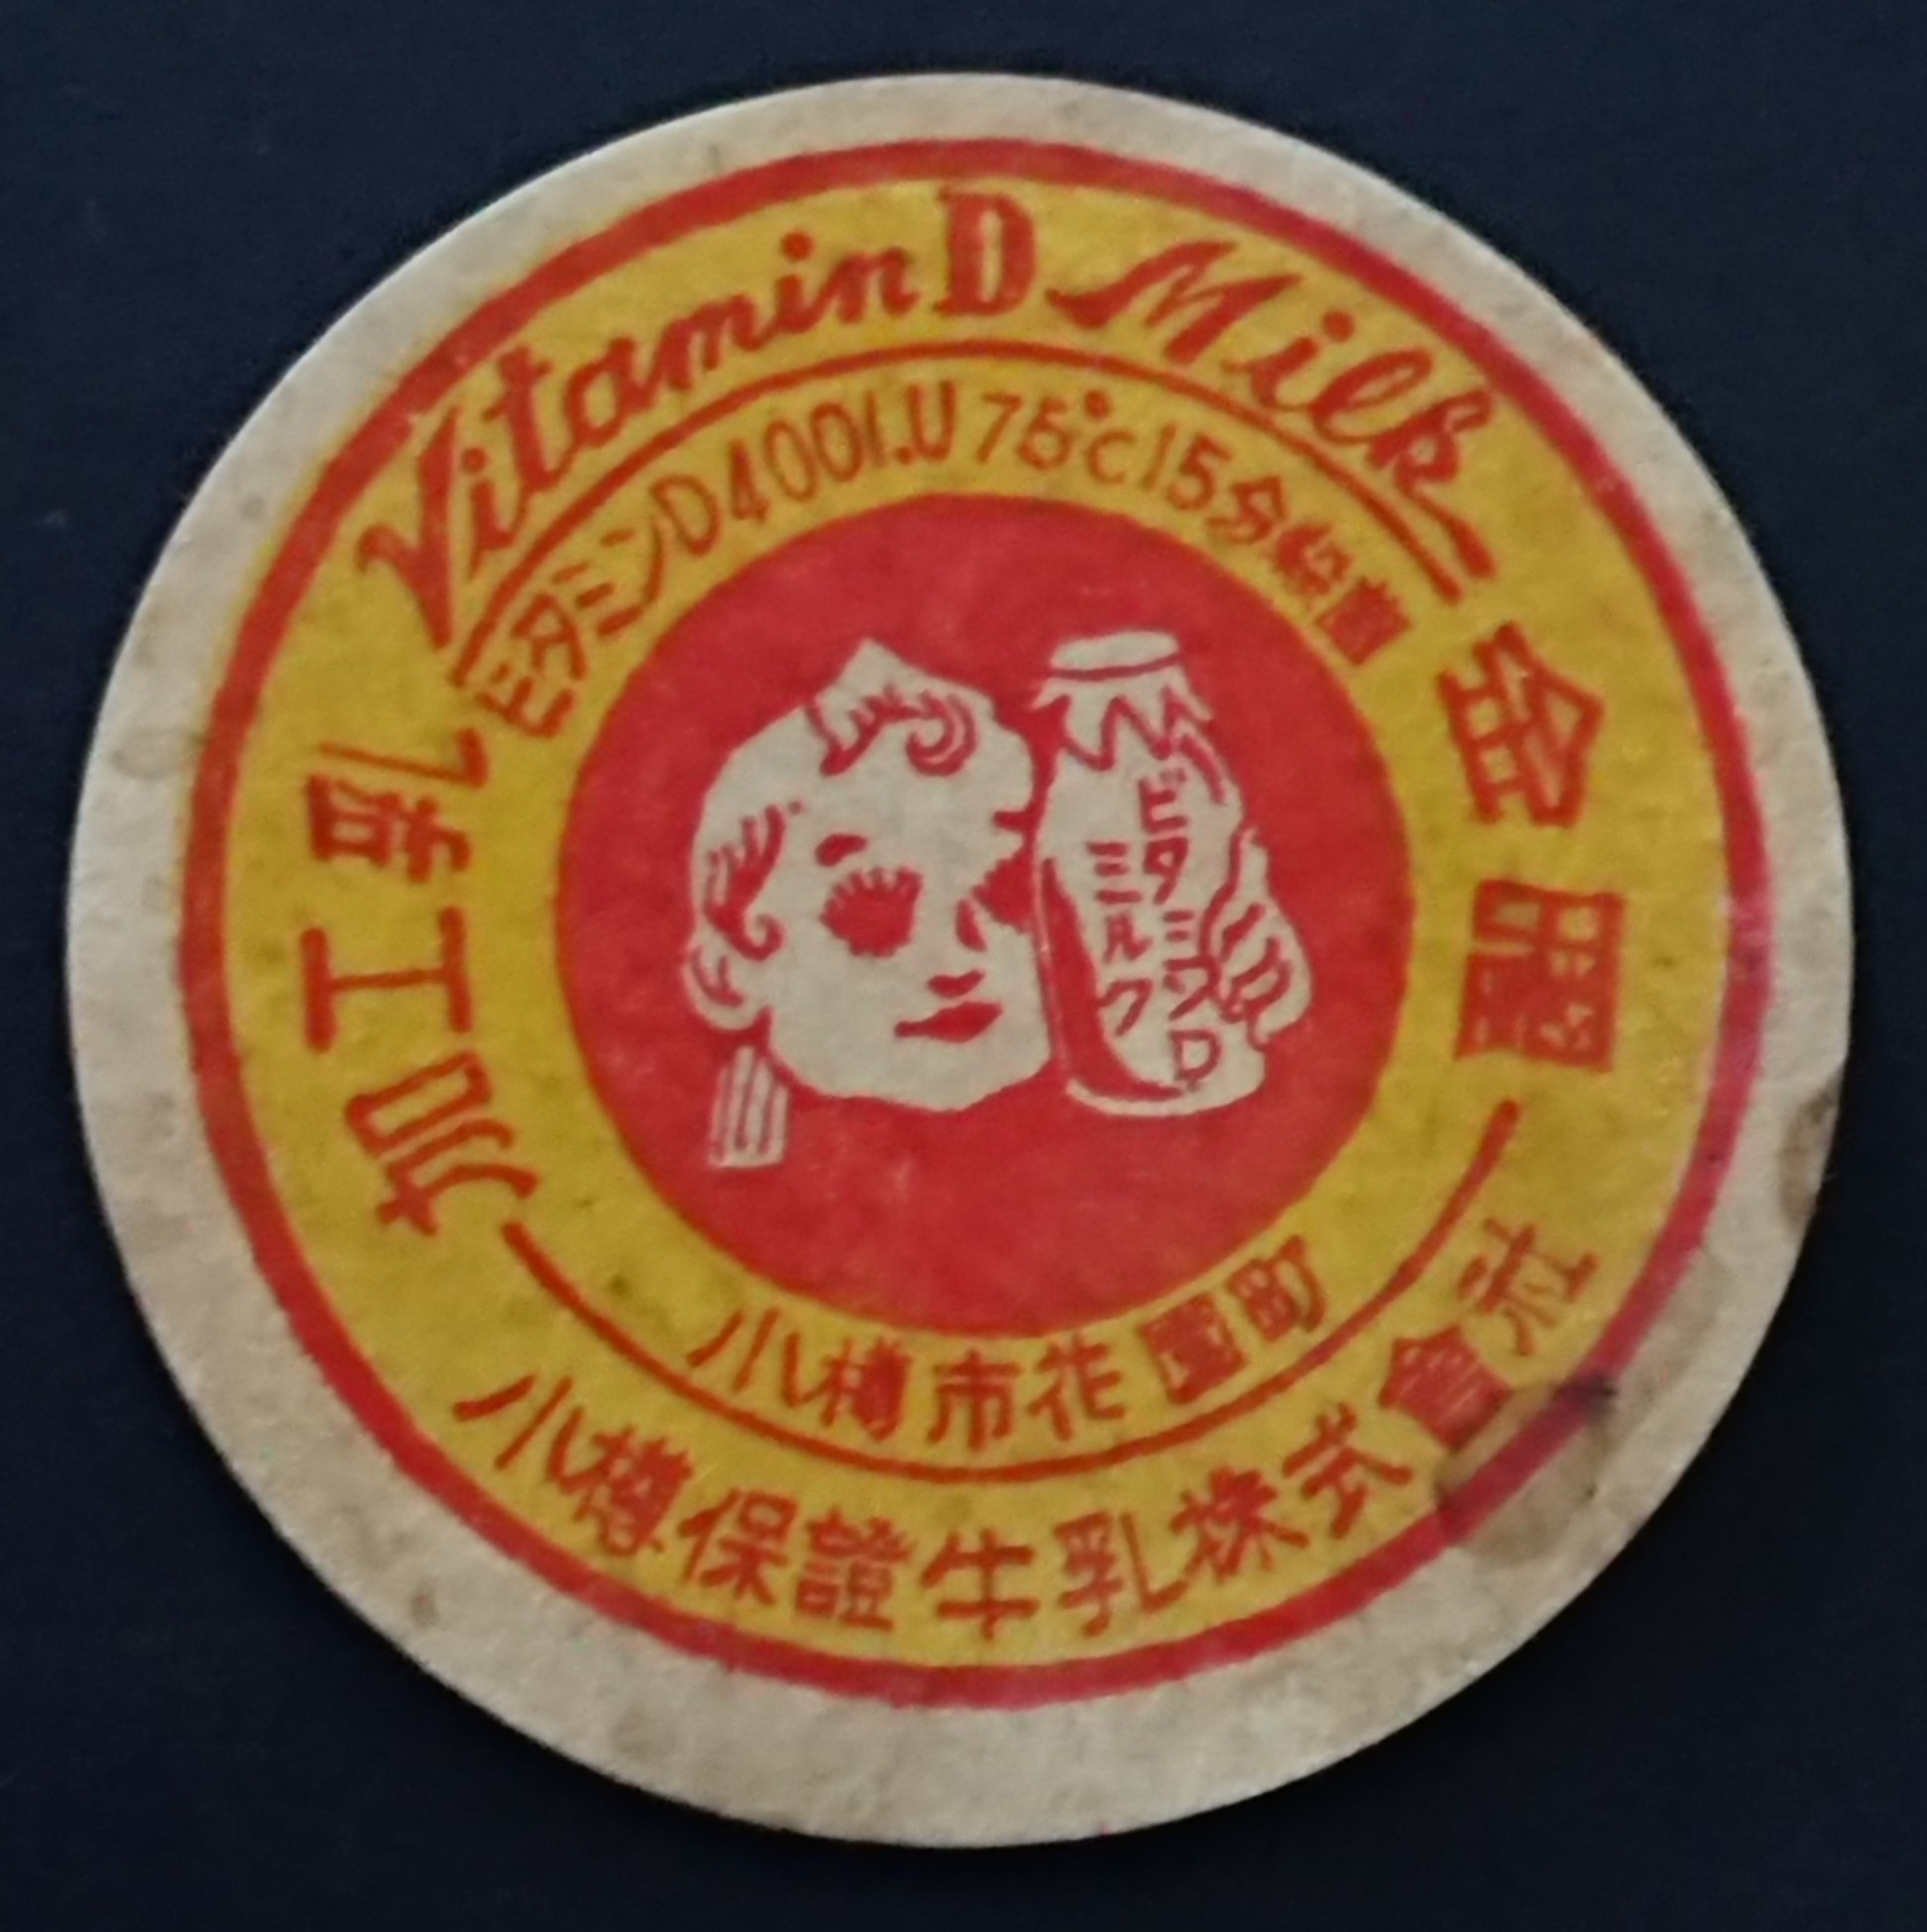 Vitamin D Milk
ビタミンD400I.U 75°C15分殺菌
加工乳
金曜
ビタミンD
ミルク
小樽市花園町
小樽保證牛乳株式會社